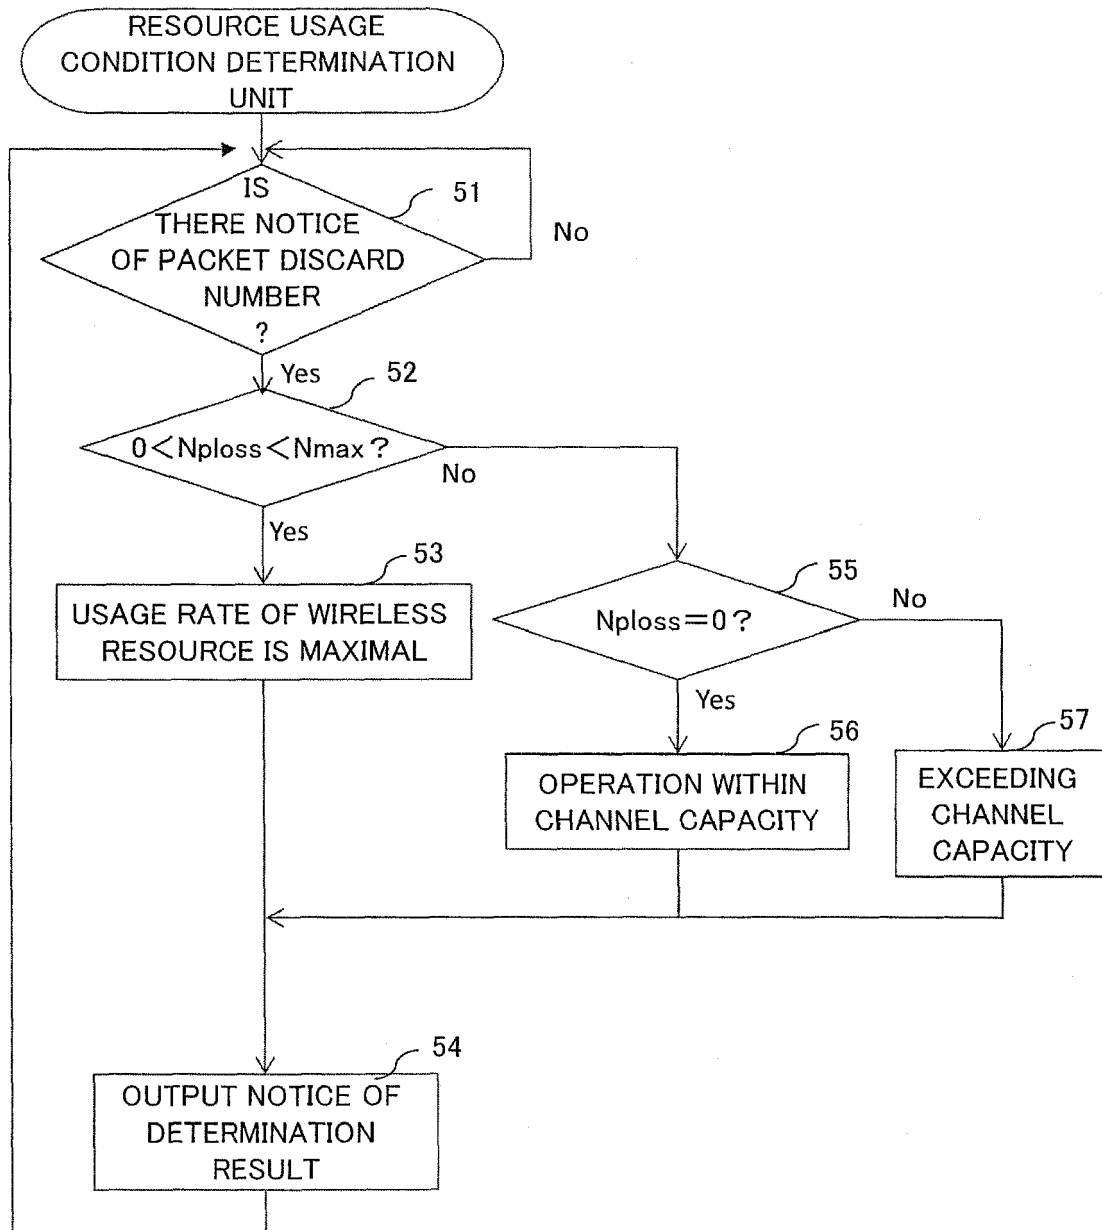 RESOURCE USAGE
CONDITION DETERMINATION
UNIT
IS
THERE NOTICE
OF PACKET DISCARD
NUMBER
?
51
No
Yes
52
0<Nploss<Nmax?
No
Yes
53
USAGE RATE OF WIRELESS
RESOURCE IS MAXIMAL
55
Nploss=0?
No
Yes
56
OPERATION WITHIN
CHANNEL CAPACITY
57
EXCEEDING
CHANNEL
CAPACITY
54
OUTPUT NOTICE OF
DETERMINATION
RESULT